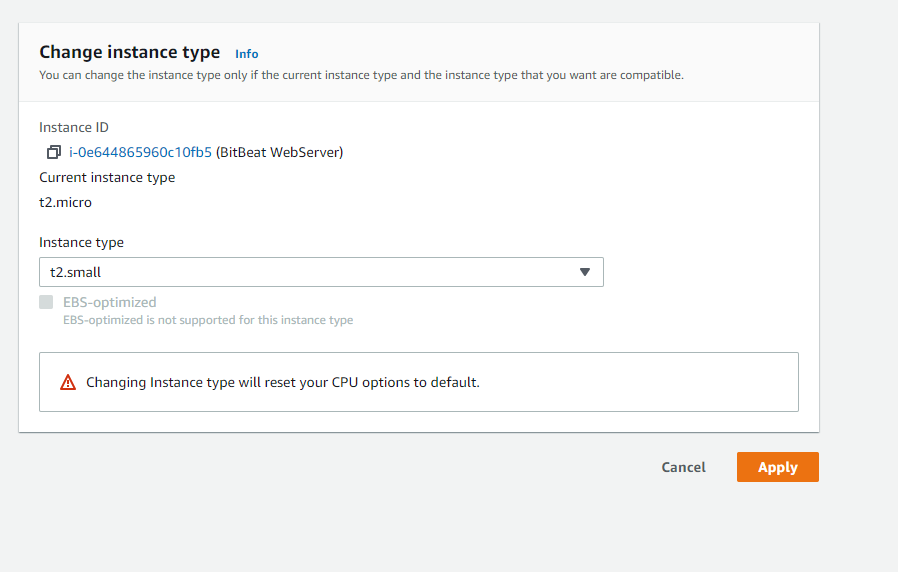 Change instance type Info
You can change the instance type only if the current instance type and the instance type that you want are compatible.
Instance ID
i-0e644865960c10fb5 (BitBeat WebServer)
Current instance type
t2.micro
Instance type
t2.small
EBS-optimized
EBS-optimized is not supported for this instance type
Changing Instance type will reset your CPU options to default.
Cancel Apply